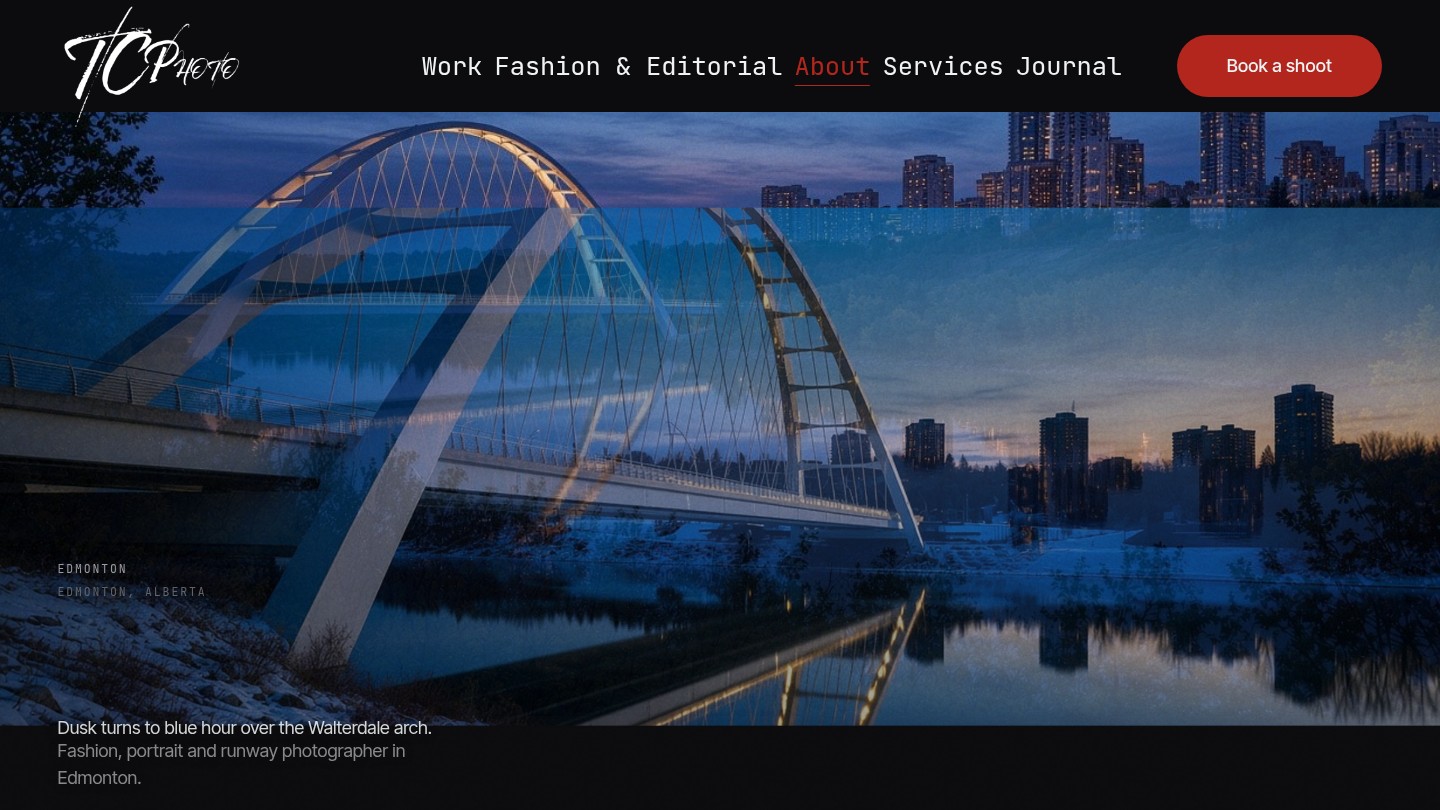 TCPHOTO
Work Fashion & Editorial About Services Journal
Book a shoot
EDMONTON
EDMONTON, ALBERTA
Dusk turns to blue hour over the Walterdale arch.
Fashion, portrait and runway photographer in
Edmonton.